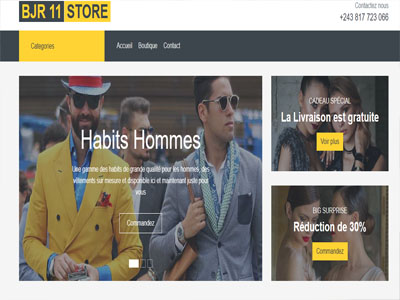 BJR 11 STORE
Contactez nous
+243 817 723 066
Categories
Accueil Boutique Contact
Habits Hommes
Une gamme des habits de grande qualité pour les hommes, des
vêtements sur mesure et disponible ici et maintenant juste pour
vous
Commandez
CADEAU SPÉCIAL
La Livraison est gratuite
Voir plus
BIG SURPRISE
Réduction de 30%
Commandez